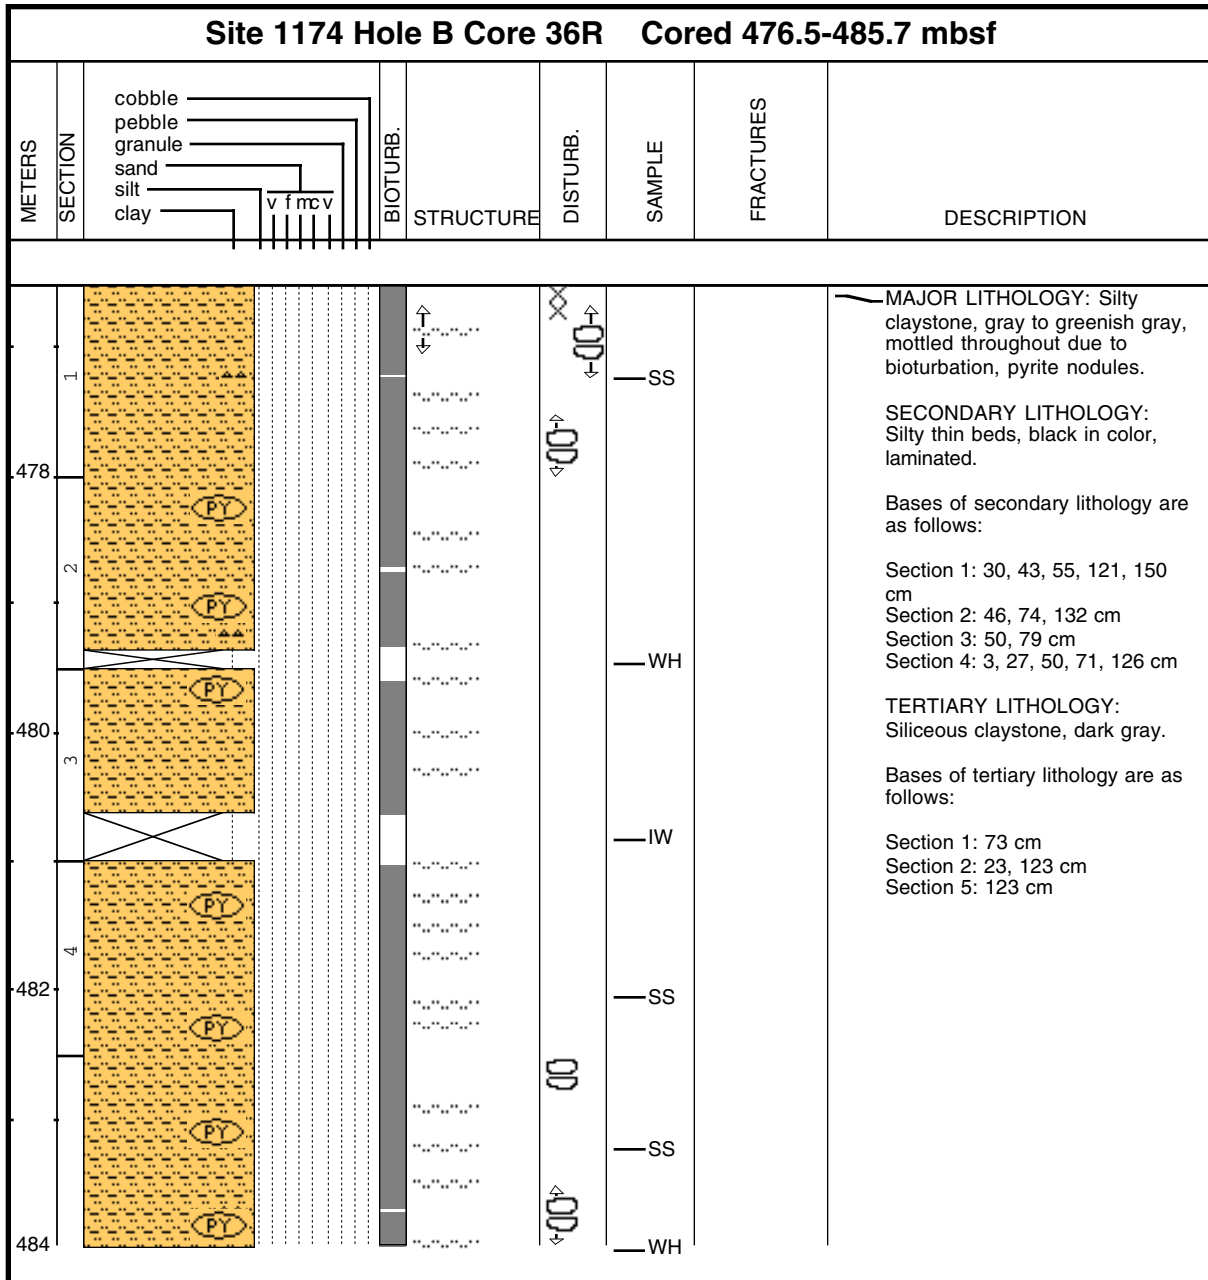 Site 1174 Hole B Core 36R Cored 476.5-485.7 mbsf
METERS
SECTION
cobble
pebble
granule
sand
silt
clay
v f m c v
BIOTURB.
STRUCTURE
DISTURB.
SAMPLE
FRACTURES
DESCRIPTION
1
2
3
4
478
480
482
484
PY
PY
PY
PY
PY
PY
PY
SS
WH
IW
SS
SS
WH
MAJOR LITHOLOGY: Silty
claystone, gray to greenish gray,
mottled throughout due to
bioturbation, pyrite nodules.
SECONDARY LITHOLOGY:
Silty thin beds, black in color,
laminated.
Bases of secondary lithology are
as follows:
Section 1: 30, 43, 55, 121, 150
cm
Section 2: 46, 74, 132 cm
Section 3: 50, 79 cm
Section 4: 3, 27, 50, 71, 126 cm
TERTIARY LITHOLOGY:
Siliceous claystone, dark gray.
Bases of tertiary lithology are as
follows:
Section 1: 73 cm
Section 2: 23, 123 cm
Section 5: 123 cm